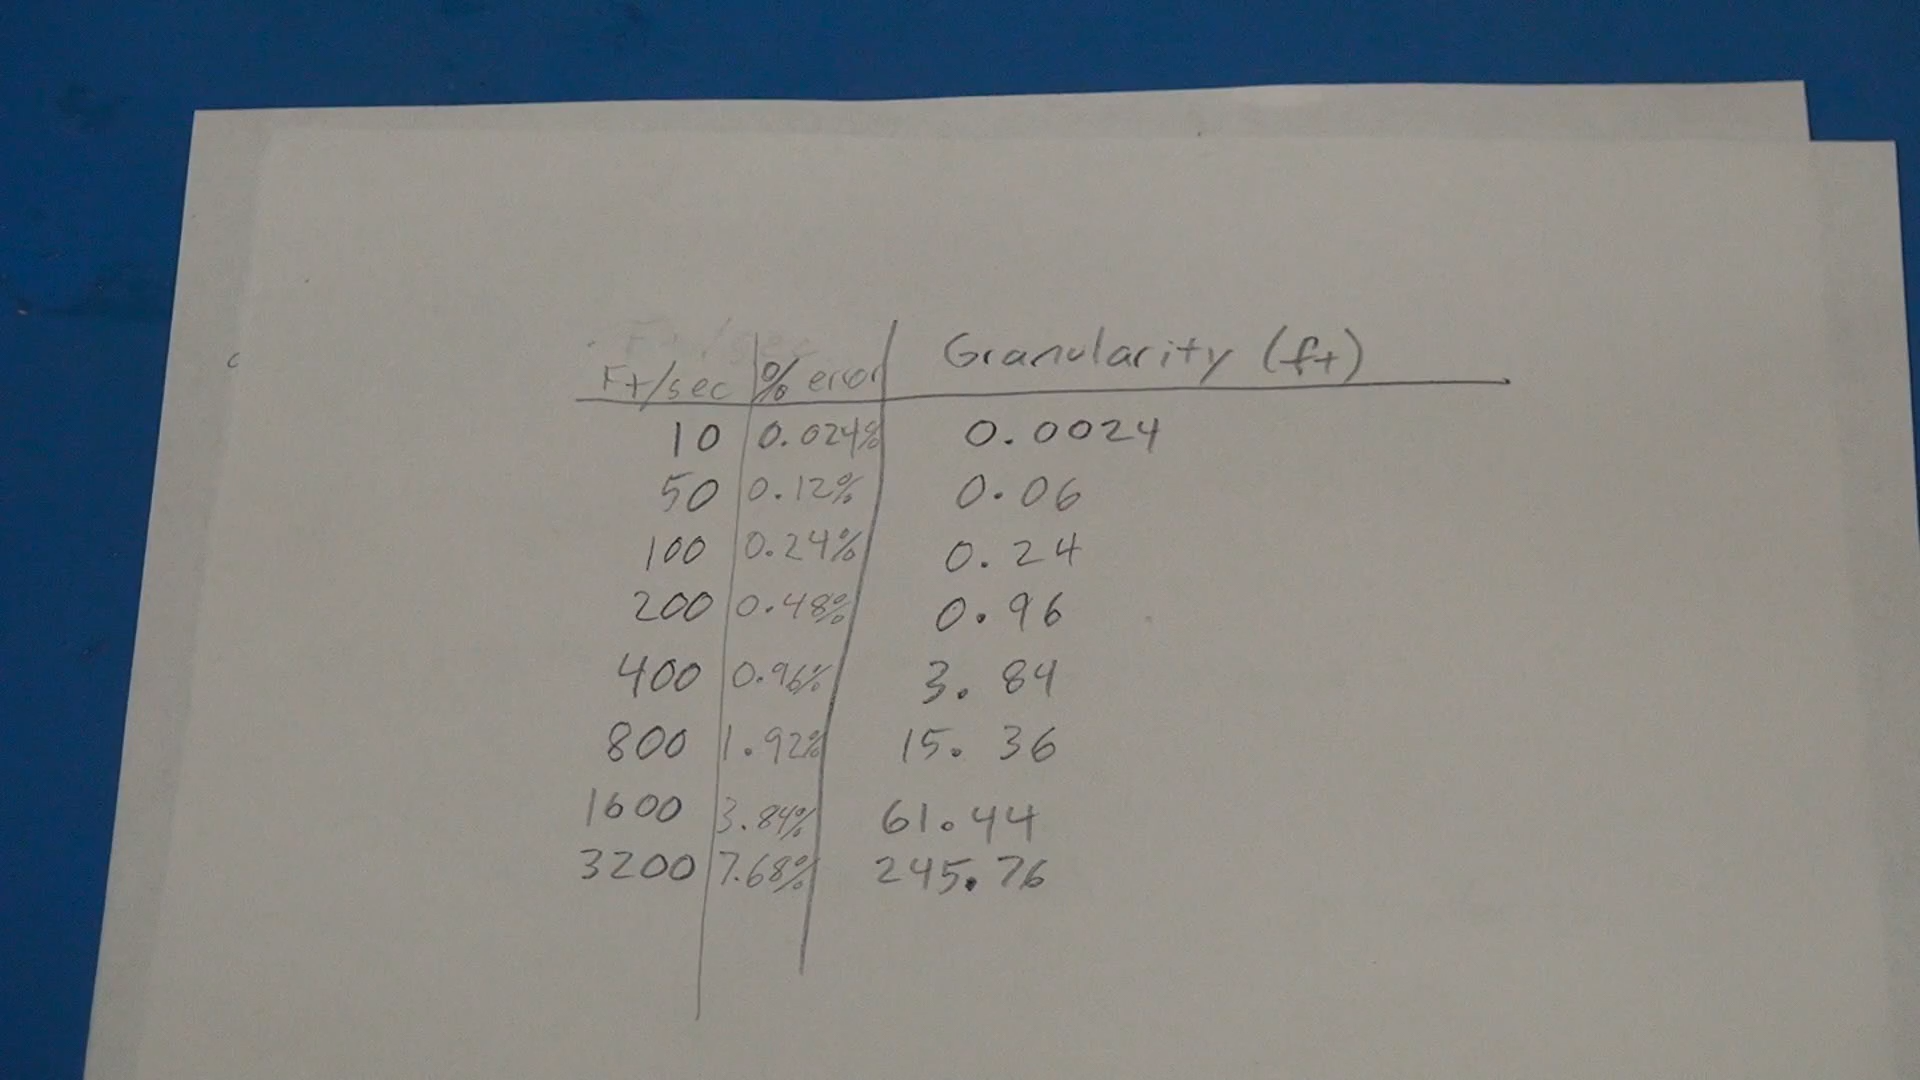 Ft/sec % error Granularity (ft)
10 0.024% 0.0024
50 0.12% 0.06
100 0.24% 0.24
200 0.48% 0.96
400 0.96% 3.84
800 1.92% 15.36
1600 3.84% 61.44
3200 7.68% 245.76